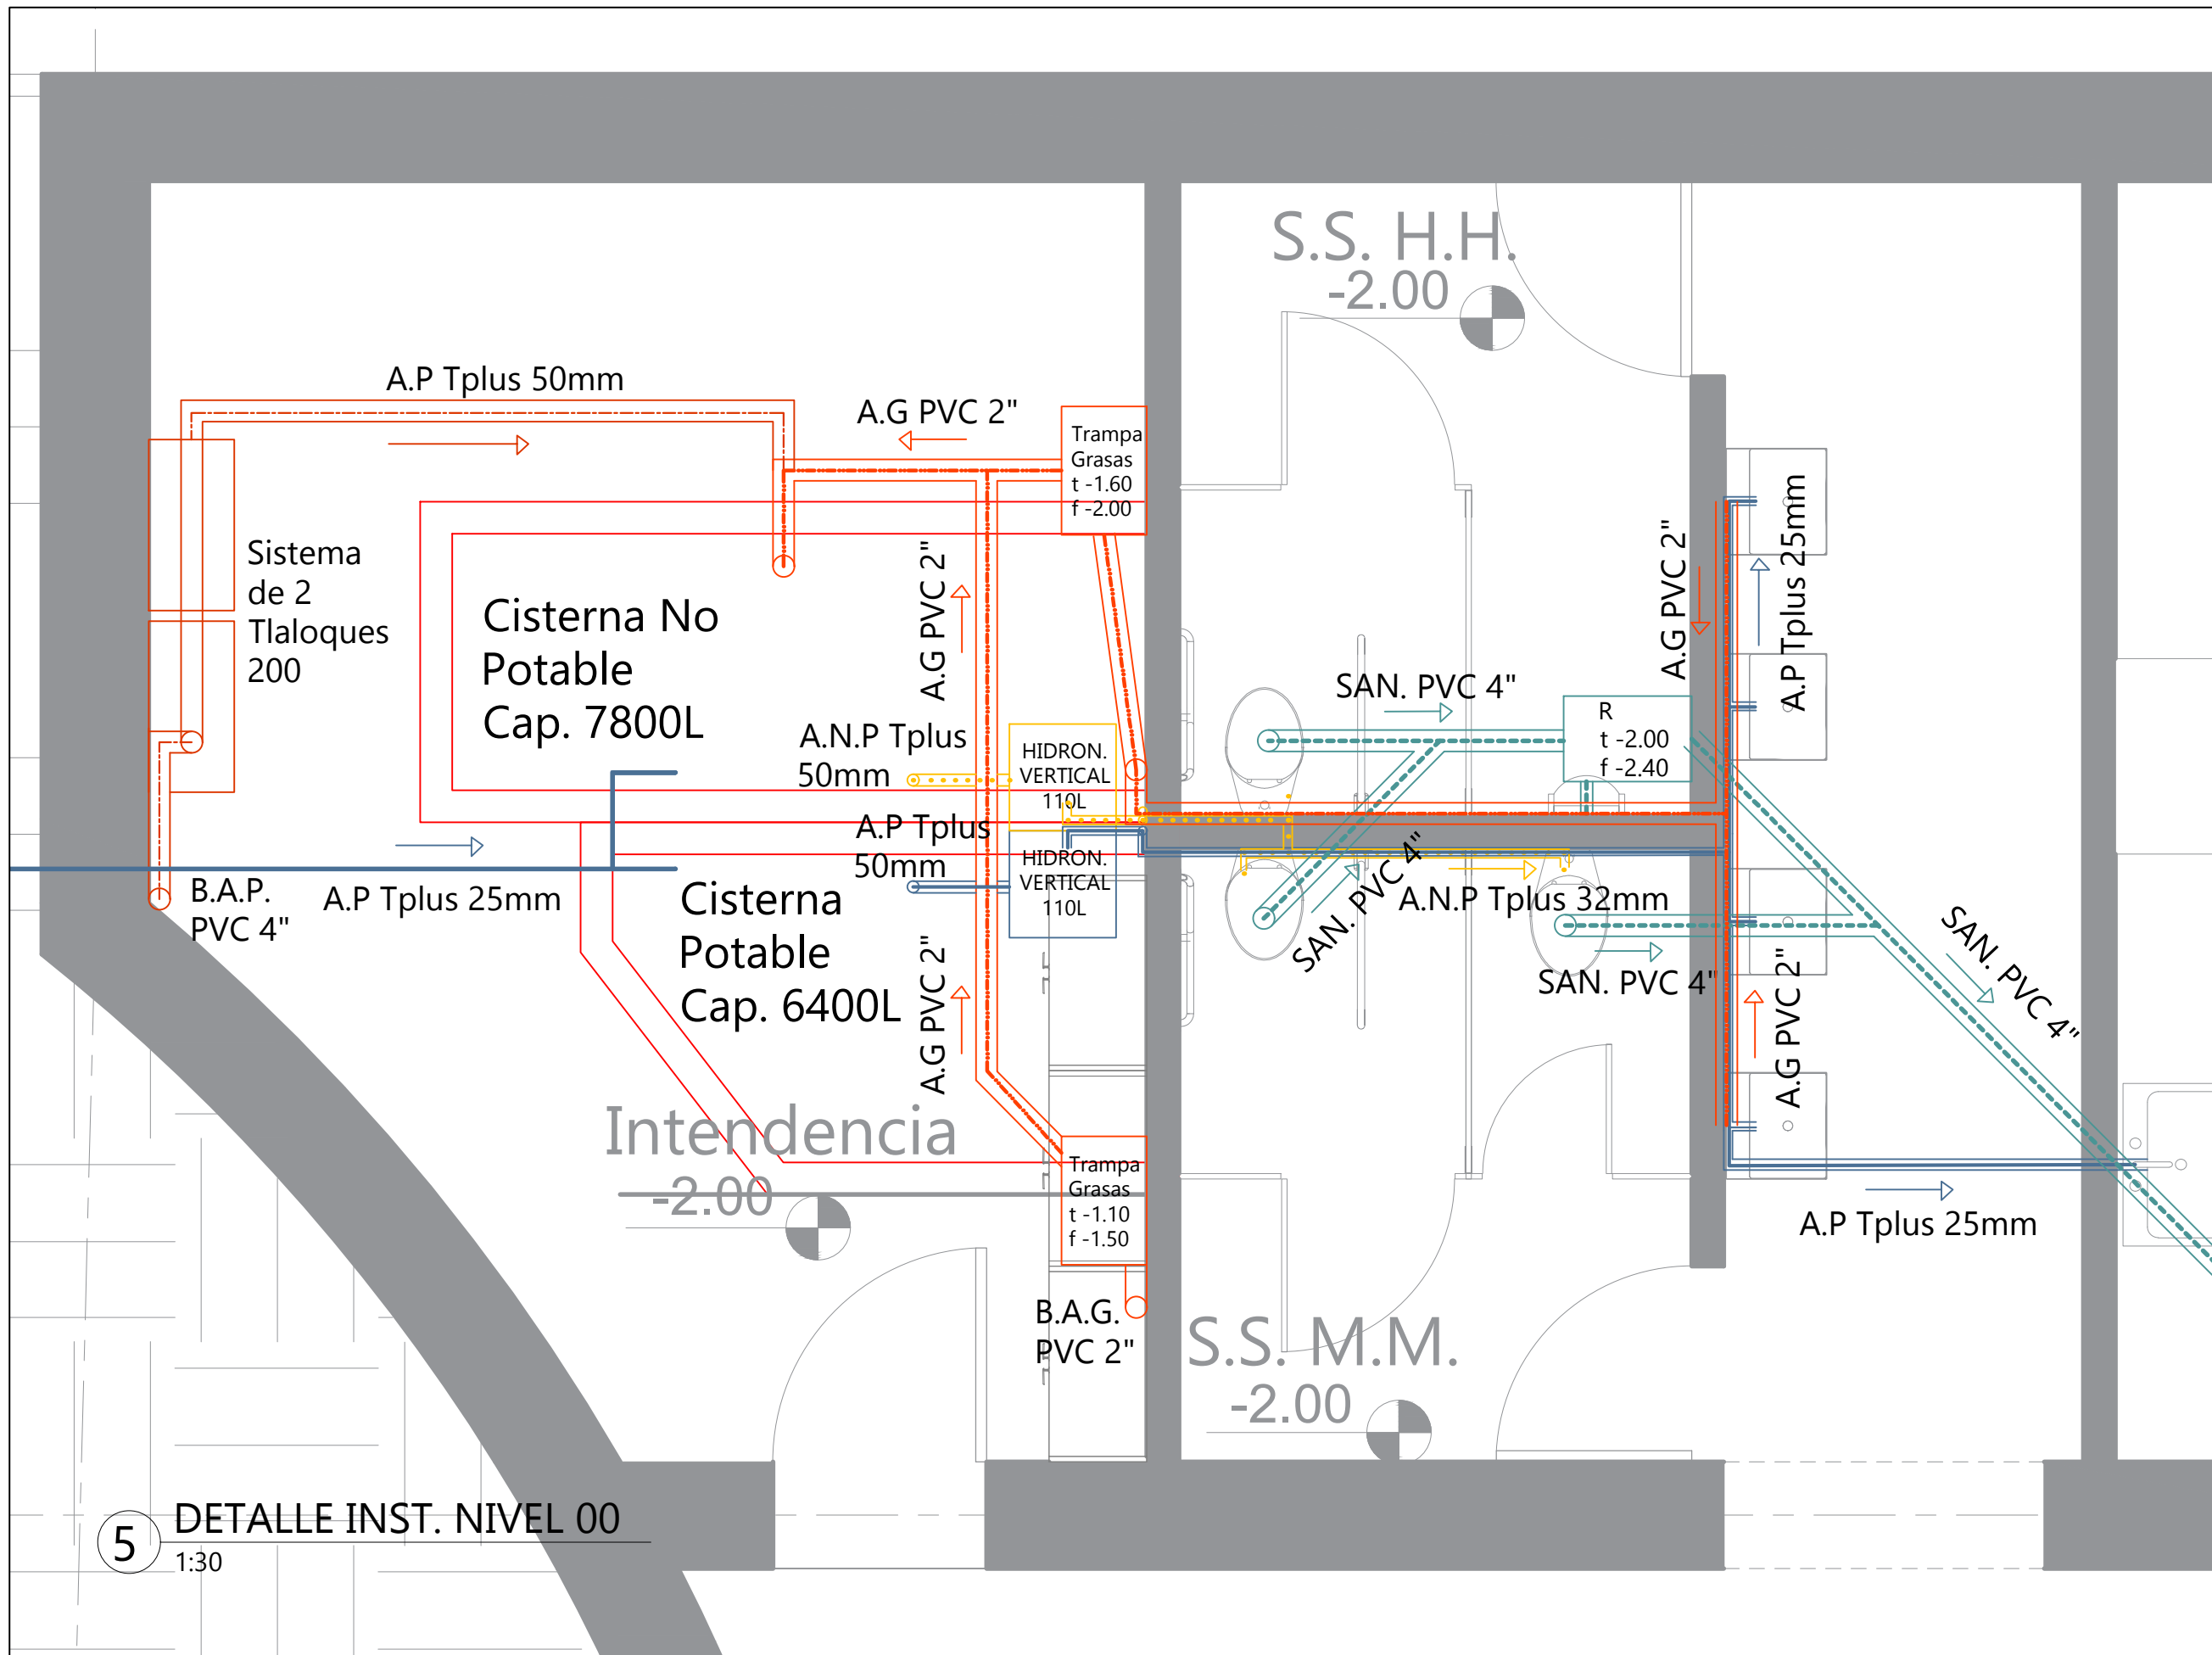 S.S. H.H.
-2.00
A.P Tplus 50mm
A.G PVC 2"
Trampa
Grasas
t -1.60
f -2.00
Sistema
de 2
Tlaloques
200
Cisterna No
Potable
Cap. 7800L
A.G PVC 2"
A.G PVC 2"
A.P Tplus 25mm
SAN. PVC 4"
R
t -2.00
f -2.40
A.N.P Tplus
50mm
HIDRON.
VERTICAL
110L
A.P Tplus
50mm
HIDRON.
VERTICAL
110L
B.A.P.
PVC 4"
A.P Tplus 25mm
Cisterna
Potable
Cap. 6400L
A.G PVC 2"
SAN. PVC 4"
A.N.P Tplus 32mm
SAN. PVC 4"
A.G PVC 2"
SAN. PVC 4"
Intendencia
-2.00
Trampa
Grasas
t -1.10
f -1.50
A.P Tplus 25mm
B.A.G.
PVC 2"
S.S. M.M.
-2.00
5
DETALLE INST. NIVEL 00
1:30